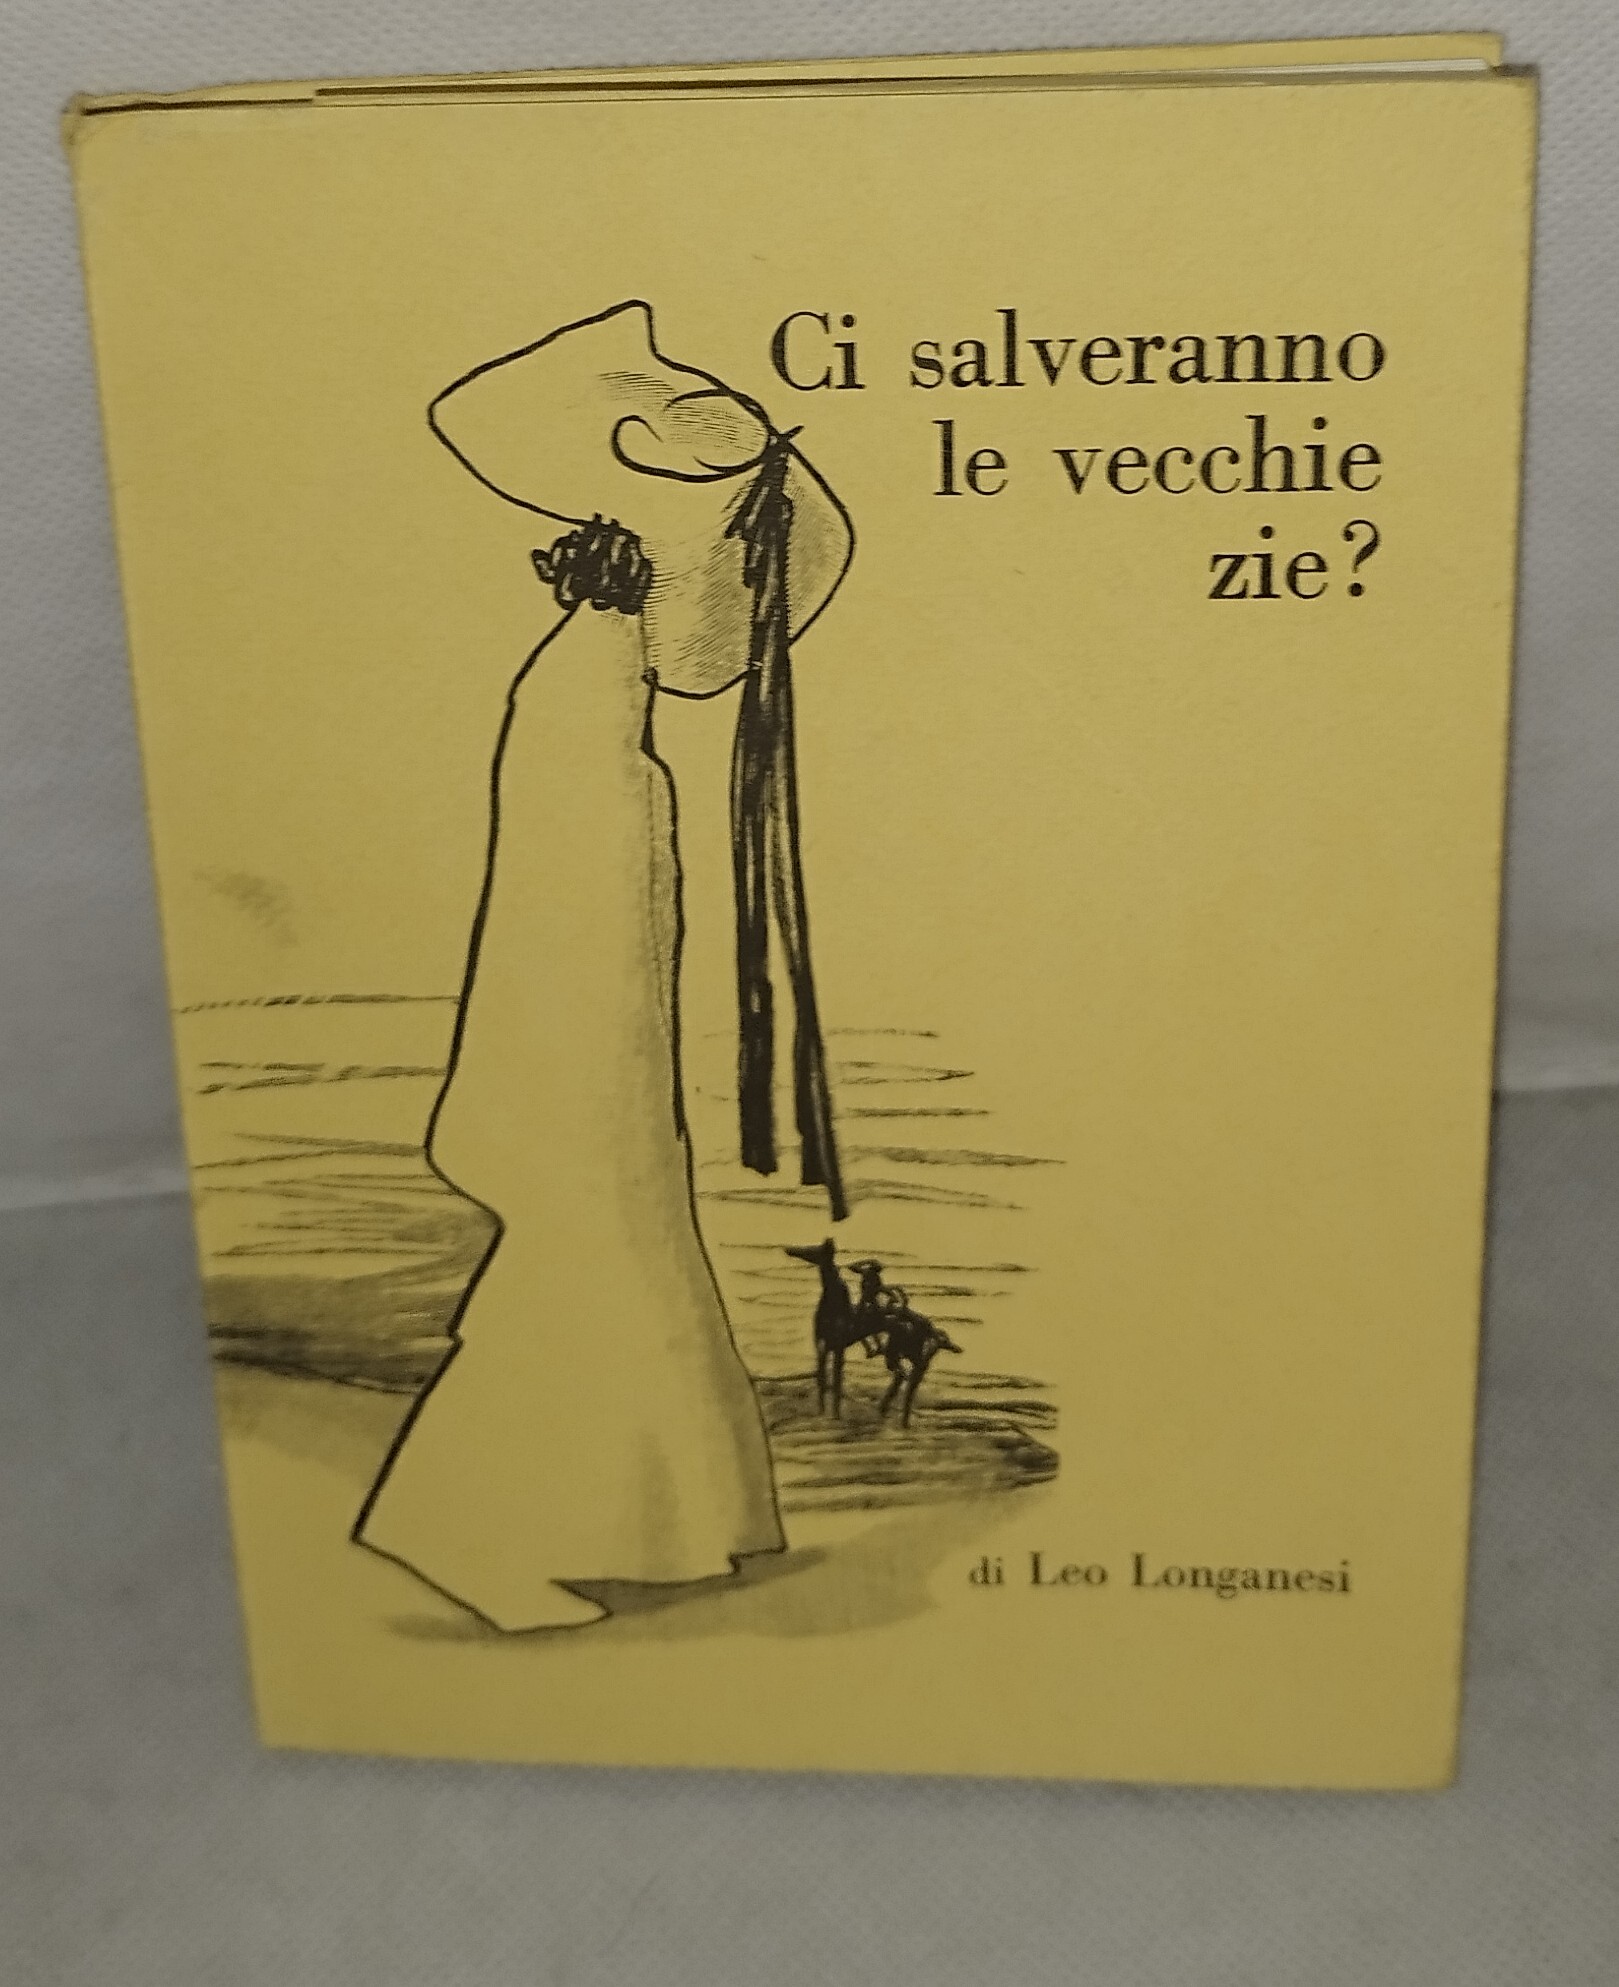 Ci salveranno
le vecchie
zie?
di Leo Longanesi